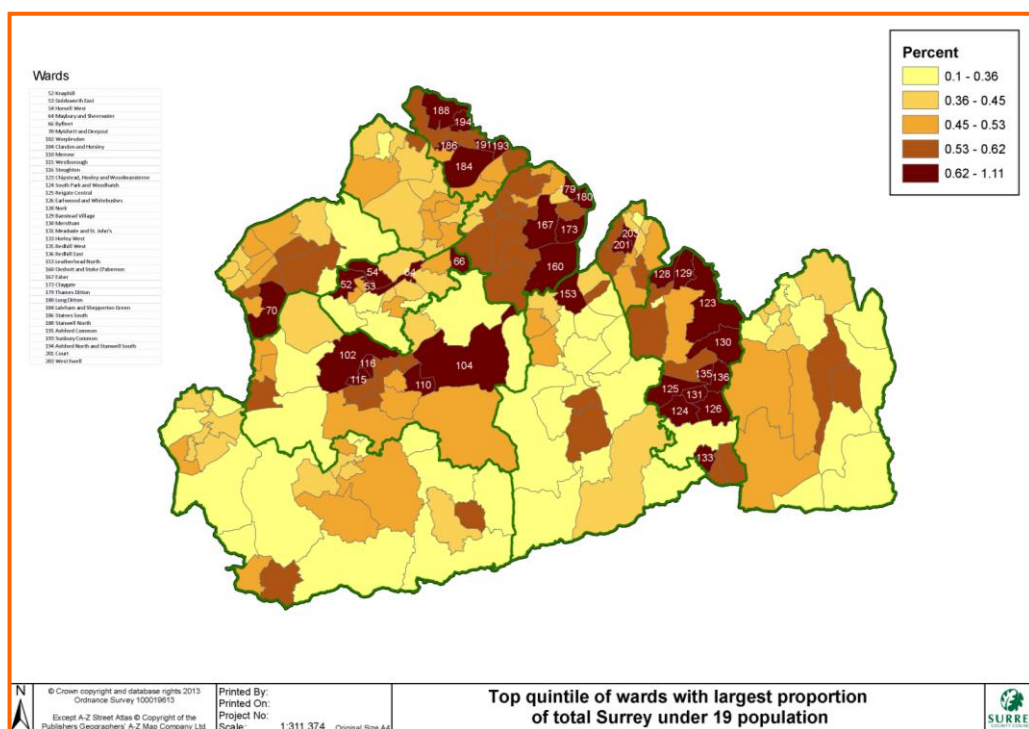 Wards
52 Knaphill
53 Goldsworth East
54 Horsell West
64 Maybury and Sheerwater
66 Byfleet
70 Mytchett and Deepcut
102 Worplesdon
104 Clandon and Horsley
110 Merrow
115 Westborough
116 Stoughton
123 Chipstead, Hooley and Woodmansterne
124 South Park and Woodhatch
125 Reigate Central
126 Earlswood and Whitebushes
128 Nork
129 Banstead Village
130 Merstham
131 Meadvale and St. John's
133 Horley West
135 Redhill West
136 Redhill East
153 Leatherhead North
160 Oxshott and Stoke D'Abernon
167 Esher
173 Claygate
179 Thames Ditton
180 Long Ditton
184 Laleham and Shepperton Green
186 Staines South
188 Stanwell North
191 Ashford Common
193 Sunbury Common
194 Ashford North and Stanwell South
201 Court
203 West Ewell
Percent
0.1 - 0.36
0.36 - 0.45
0.45 - 0.53
0.53 - 0.62
0.62 - 1.11
188
194
186
191
193
184
179
180
167
173
160
203
201
54
64
66
52
53
128
129
153
123
70
130
102
116
104
115
110
135
136
125
131
124
126
133
N
© Crown copyright and database rights 2013
Ordnance Survey 100019613
Except A-Z Street Atlas © Copyright of the
Publishers Geographers' A-Z Map Company Ltd.
Printed By:
Printed On:
Project No:
Scale: 1:311,374 Original Size A4
Top quintile of wards with largest proportion
of total Surrey under 19 population
SURREY
COUNTY COUNCIL